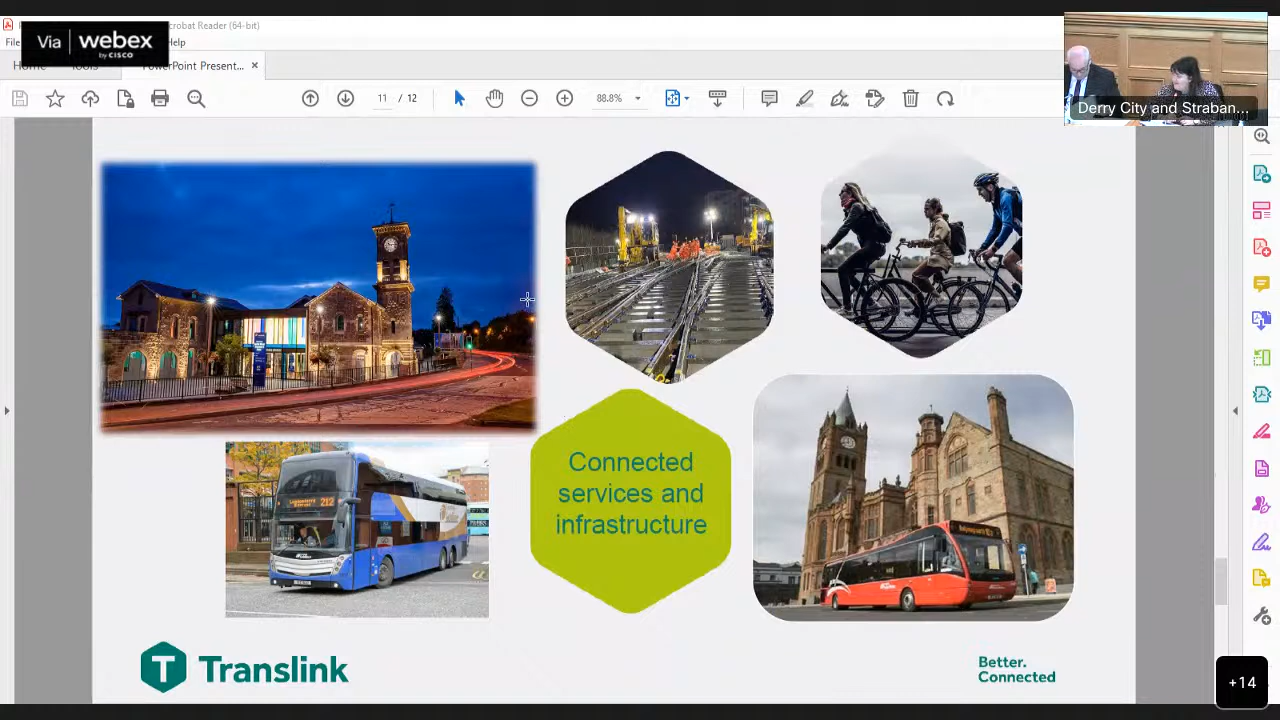 Via webex
by CISCO
crobat Reader (64-bit)
File
Help
Home
Tools
PowerPoint Present...
11 / 12
88.8%
Derry City and Straban...
212
Connected
services and
infrastructure
T Translink
Better.
Connected
+14